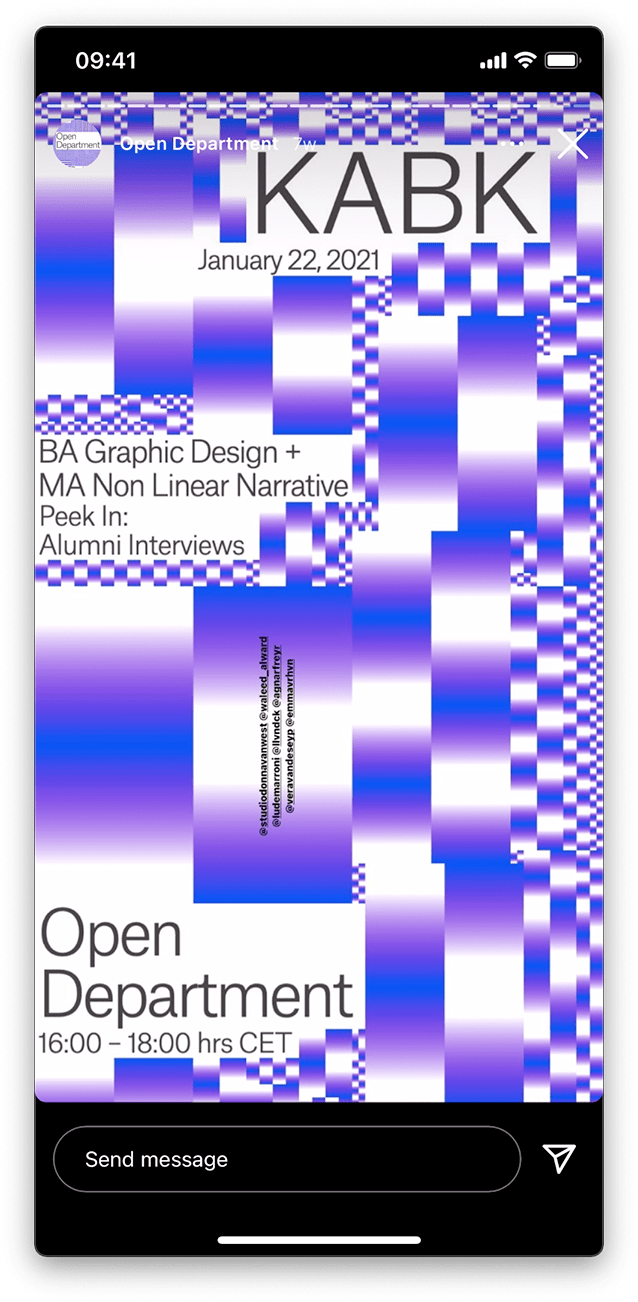 09:41
Open
Department
Open Department 7w
KABK
January 22, 2021
BA Graphic Design +
MA Non Linear Narrative
Peek In:
Alumni Interviews
@studiodonnavanwest @waleed_alward
@ludemarroni @llvndck @agnarfreyr
@veravandeseyp @emmavrhvn
Open
Department
16:00 – 18:00 hrs CET
Send message